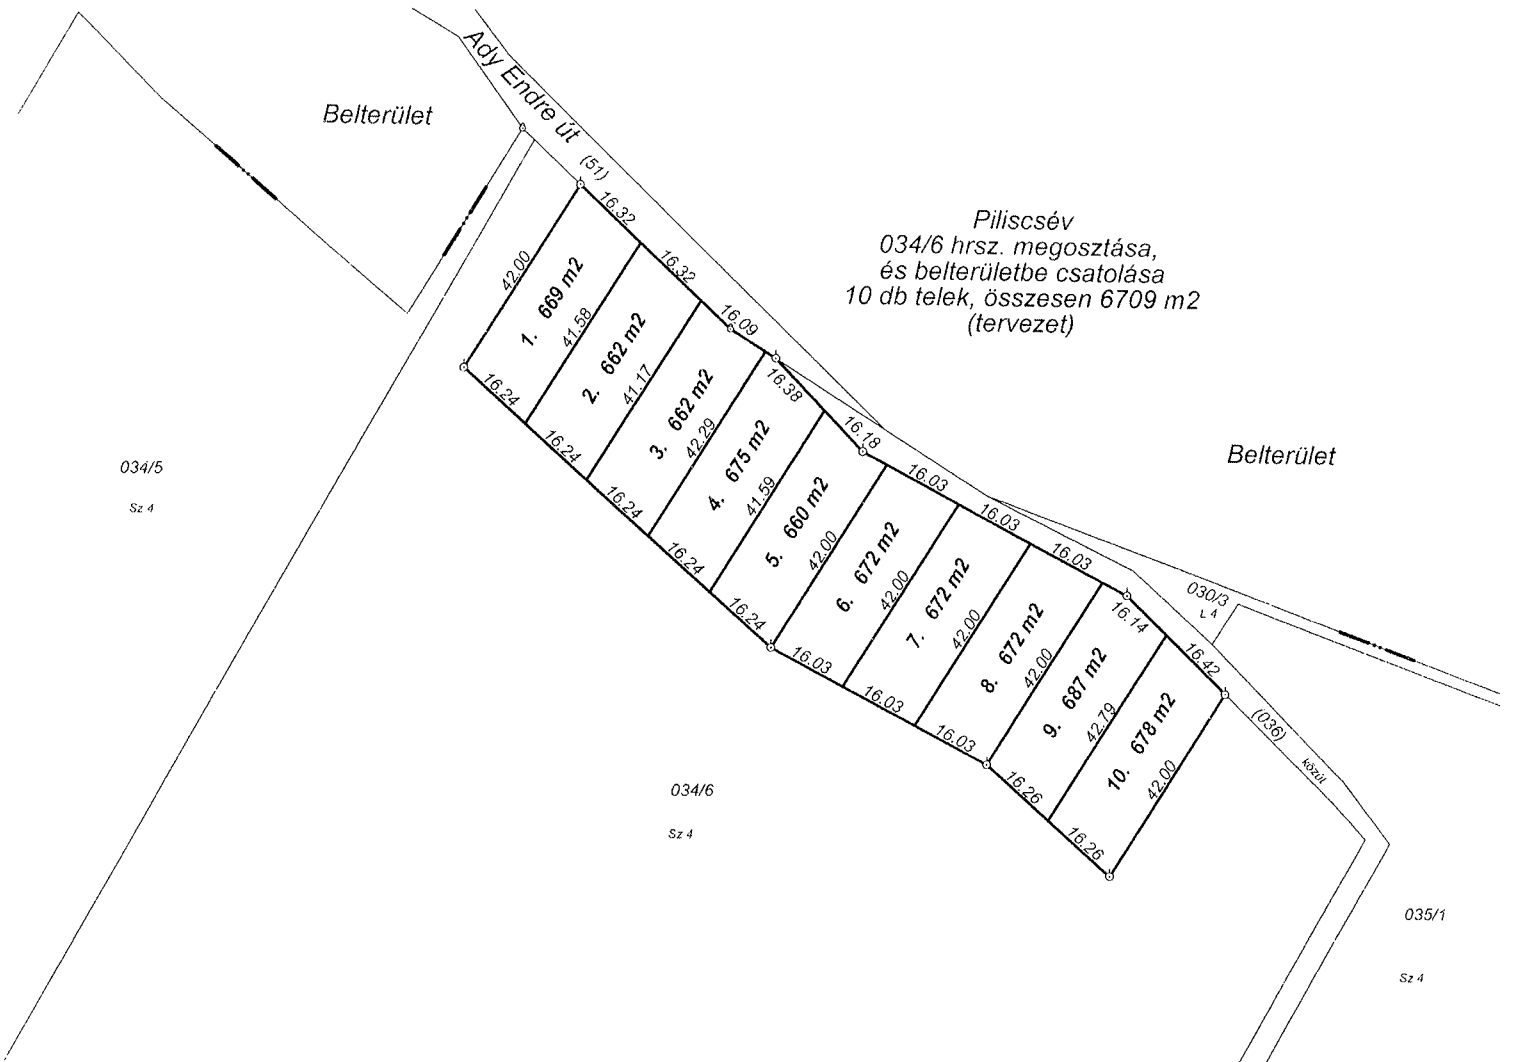 Ady Endre út
(51)
Belterület
Piliscsév
034/6 hrsz. megosztása,
és belterületbe csatolása
10 db telek, összesen 6709 m2
(tervezet)
Belterület
16.32
16.32
16.09
16.38
16.18
16.03
16.03
16.03
16.14
16.42
42.00
1. 669 m2
41.58
2. 662 m2
41.17
3. 662 m2
42.29
4. 675 m2
41.59
5. 660 m2
42.00
6. 672 m2
42.00
7. 672 m2
42.00
8. 672 m2
42.00
9. 687 m2
42.79
10. 678 m2
42.00
16.24
16.24
16.24
16.24
16.24
16.03
16.03
16.03
16.26
16.26
030/3
L 4
(036)
közút
034/5
Sz 4
034/6
Sz 4
035/1
Sz 4